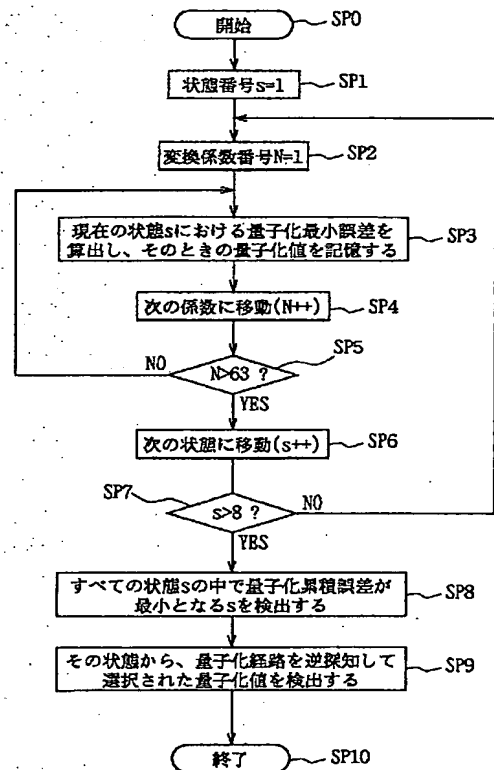 開始
SP0
状態番号s=1
SP1
変換係数番号N=1
SP2
現在の状態sにおける量子化最小誤差を
算出し、そのときの量子化値を記憶する
SP3
次の係数に移動(N++)
SP4
N>63 ?
SP5
NO
YES
次の状態に移動(s++)
SP6
s>8 ?
SP7
NO
YES
すべての状態Sの中で量子化累積誤差が
最小となるsを検出する
SP8
その状態から、量子化経路を逆探知して
選択された量子化値を検出する
SP9
終了
SP10